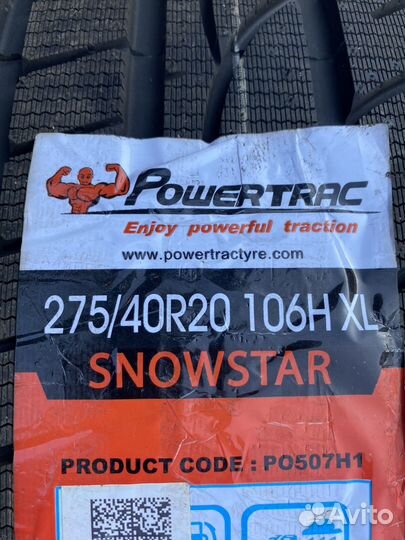 POWERTRAC
Enjoy powerful traction
www.powertractyre.com
275/40R20 106H XL
SNOWSTAR
PRODUCT CODE : PO507H1
Avito